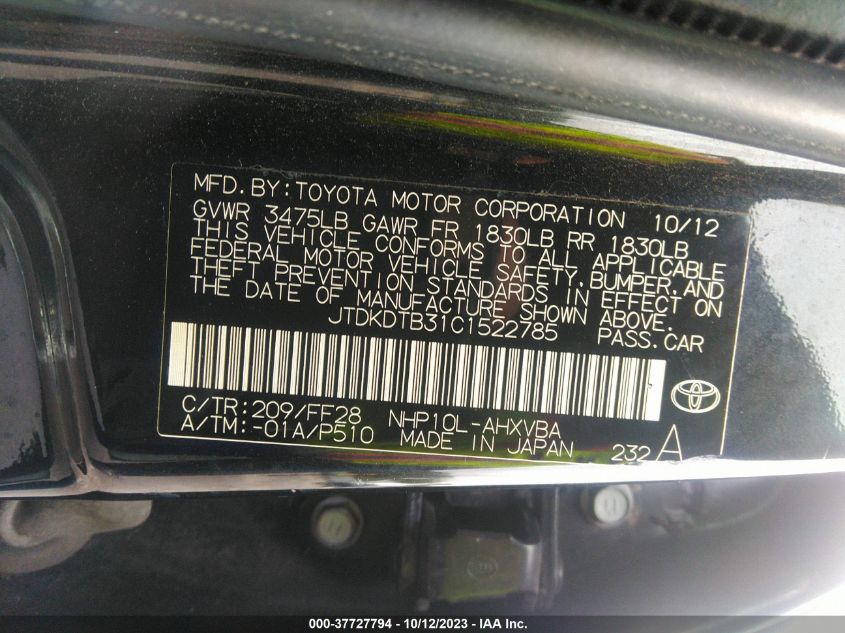 MFD. BY: TOYOTA MOTOR CORPORATION 10/12
GVWR 3475LB GAWR FR 1830LB RR 1830LB
THIS VEHICLE CONFORMS TO ALL APPLICABLE
FEDERAL MOTOR VEHICLE SAFETY, BUMPER, AND
THEFT PREVENTION STANDARDS IN EFFECT ON
THE DATE OF MANUFACTURE SHOWN ABOVE.
JTDKDTB31C1522785 PASS. CAR
C/TR: 209/FF28 NHP10L-AHXVBA
A/TM: -01A/P510 MADE IN JAPAN 232 A
000-37727794 - 10/12/2023 - IAA Inc.